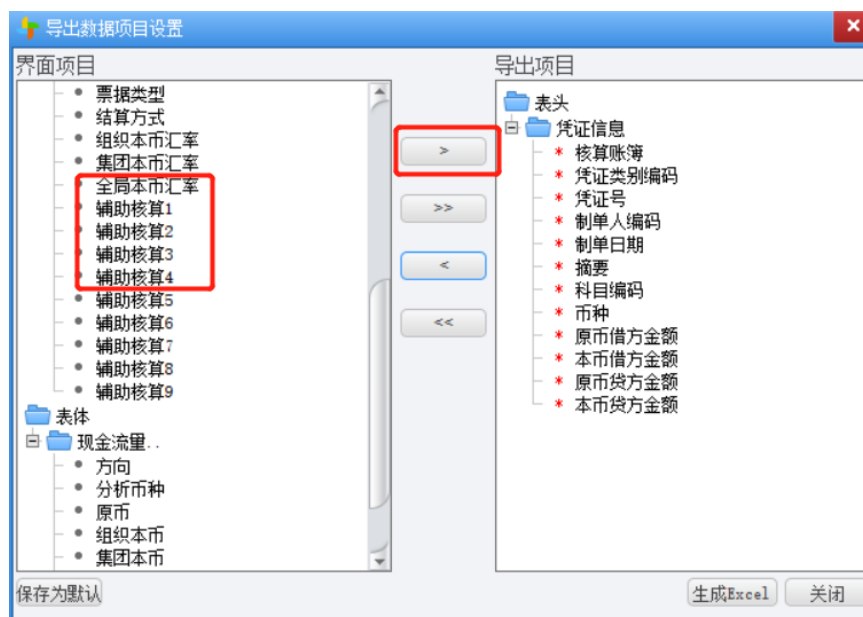 导出数据项目设置
界面项目
票据类型
结算方式
组织本币汇率
集团本币汇率
全局本币汇率
辅助核算1
辅助核算2
辅助核算3
辅助核算4
辅助核算5
辅助核算6
辅助核算7
辅助核算8
辅助核算9
表体
现金流量..
方向
分析币种
原币
组织本币
集团本币
>
>>
<
<<
导出项目
表头
凭证信息
* 核算账簿
* 凭证类别编码
* 凭证号
* 制单人编码
* 制单日期
* 摘要
* 科目编码
* 币种
* 原币借方金额
* 本币借方金额
* 原币贷方金额
* 本币贷方金额
保存为默认
生成Excel
关闭